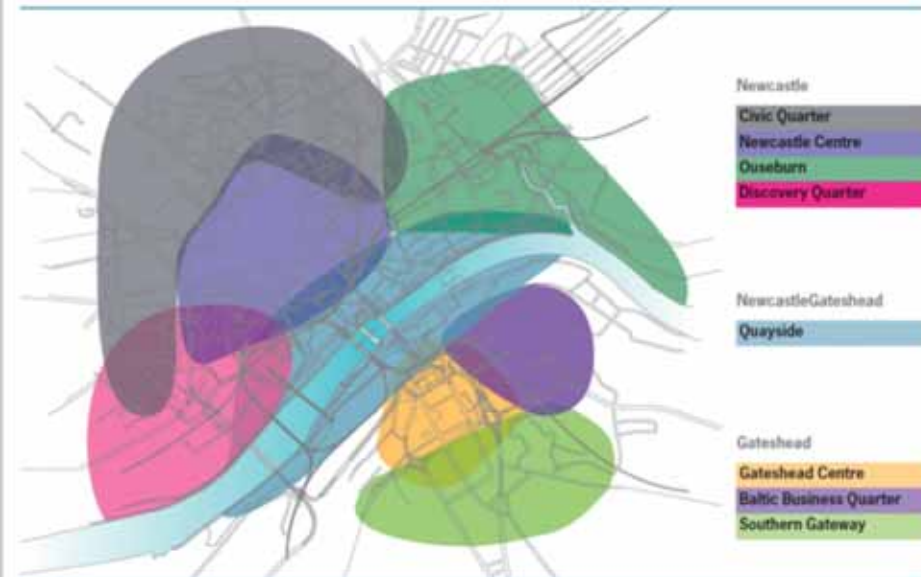 Newcastle
Civic Quarter
Newcastle Centre
Ouseburn
Discovery Quarter
NewcastleGateshead
Quayside
Gateshead
Gateshead Centre
Baltic Business Quarter
Southern Gateway